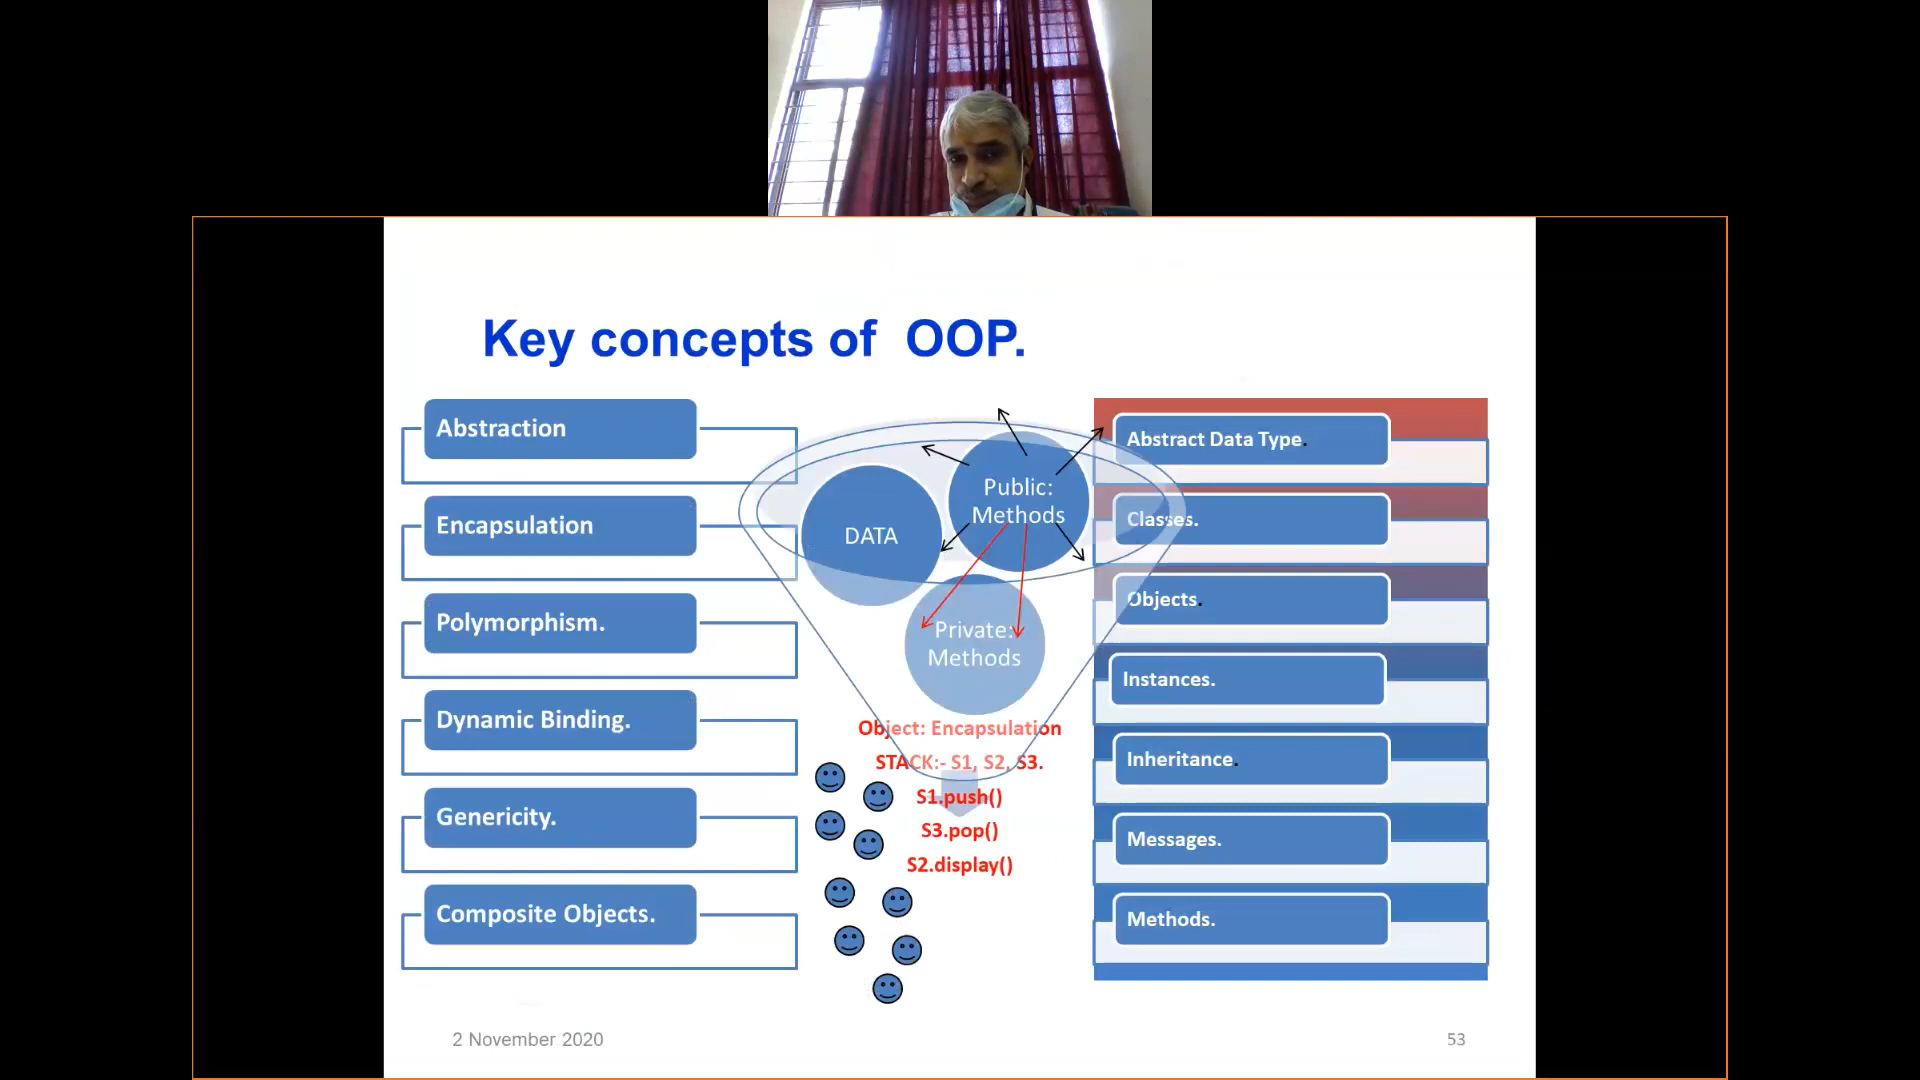 Key concepts of OOP.
Abstraction
Encapsulation
Polymorphism.
Dynamic Binding.
Genericity.
Composite Objects.
DATA
Public:
Methods
Private:
Methods
Object: Encapsulation
STACK:- S1, S2, S3.
S1.push()
S3.pop()
S2.display()
Abstract Data Type.
Classes.
Objects.
Instances.
Inheritance.
Messages.
Methods.
2 November 2020
53